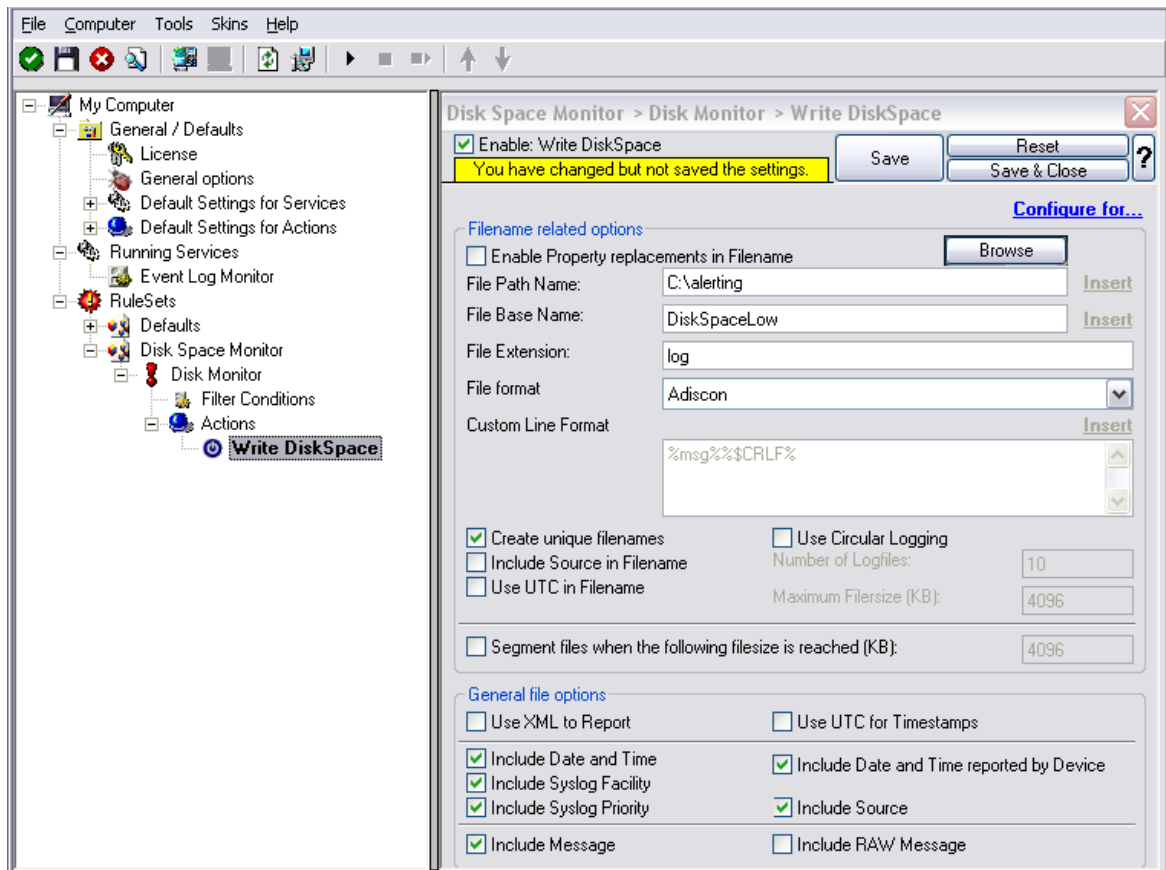 File Computer Tools Skins Help
My Computer
General / Defaults
License
General options
Default Settings for Services
Default Settings for Actions
Running Services
Event Log Monitor
RuleSets
Defaults
Disk Space Monitor
Disk Monitor
Filter Conditions
Actions
Write DiskSpace
Disk Space Monitor > Disk Monitor > Write DiskSpace
Enable: Write DiskSpace
You have changed but not saved the settings.
Save
Reset
Save & Close
?
Configure for...
Filename related options
Enable Property replacements in Filename
Browse
File Path Name: C:\alerting Insert
File Base Name: DiskSpaceLow Insert
File Extension: log
File format Adiscon
Custom Line Format Insert
%msg%%$CRLF%
Create unique filenames Use Circular Logging
Include Source in Filename Number of Logfiles: 10
Use UTC in Filename Maximum Filersize (KB): 4096
Segment files when the following filesize is reached (KB): 4096
General file options
Use XML to Report Use UTC for Timestamps
Include Date and Time Include Date and Time reported by Device
Include Syslog Facility
Include Syslog Priority Include Source
Include Message Include RAW Message